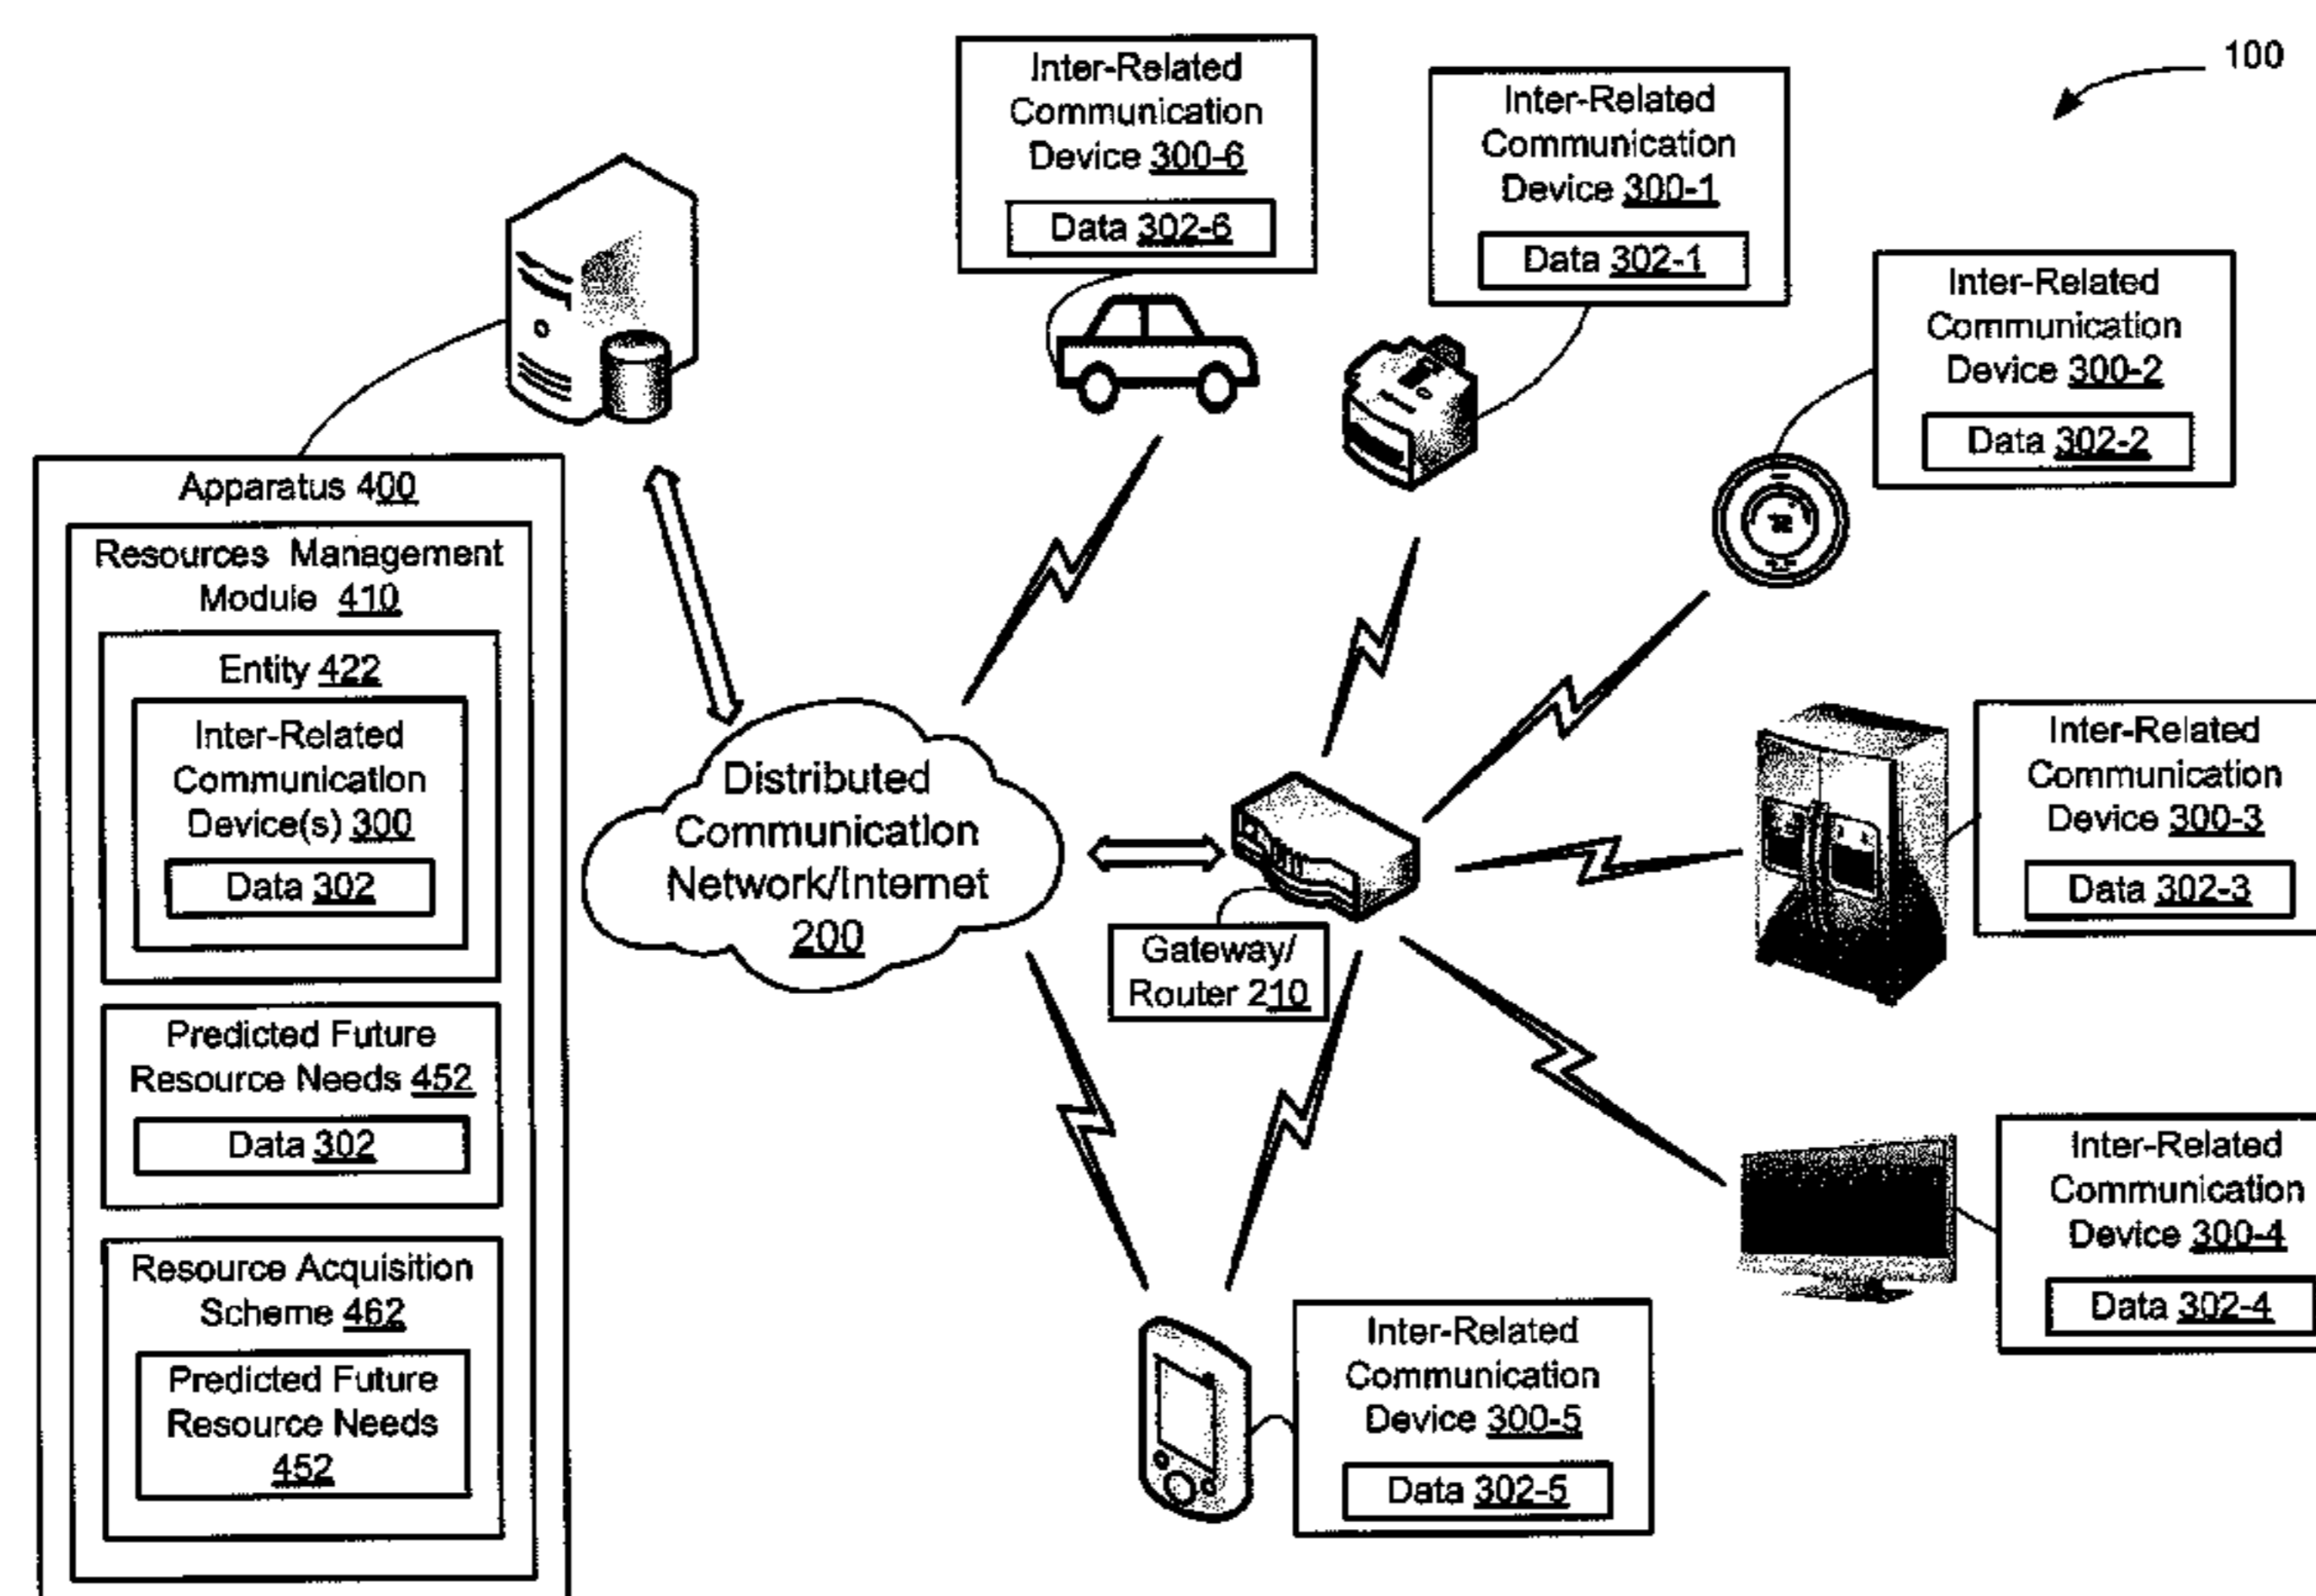 100
Inter-Related
Communication
Device 300-6
Data 302-6
Inter-Related
Communication
Device 300-1
Data 302-1
Inter-Related
Communication
Device 300-2
Data 302-2
Apparatus 400
Resources Management
Module 410
Entity 422
Inter-Related
Communication
Device(s) 300
Data 302
Predicted Future
Resource Needs 452
Data 302
Resource Acquisition
Scheme 462
Predicted Future
Resource Needs
452
Distributed
Communication
Network/Internet
200
Gateway/
Router 210
Inter-Related
Communication
Device 300-3
Data 302-3
Inter-Related
Communication
Device 300-4
Data 302-4
Inter-Related
Communication
Device 300-5
Data 302-5